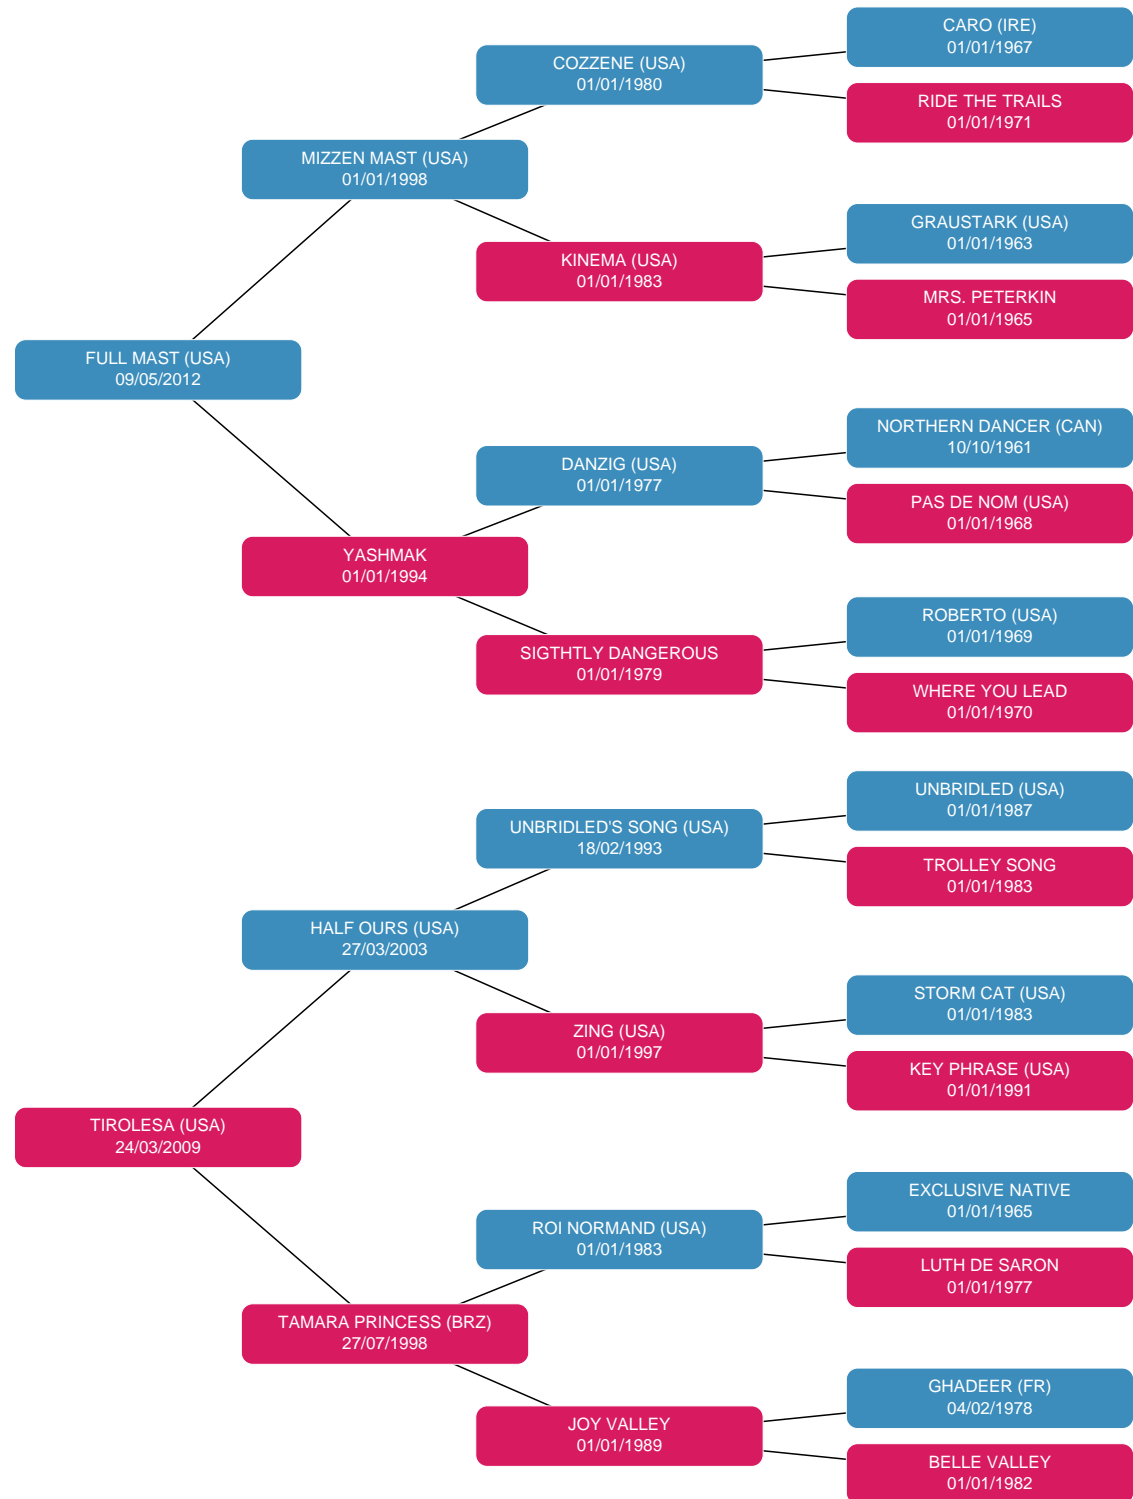 CARO (IRE)
01/01/1967
COZZENE (USA)
01/01/1980
RIDE THE TRAILS
01/01/1971
MIZZEN MAST (USA)
01/01/1998
GRAUSTARK (USA)
01/01/1963
KINEMA (USA)
01/01/1983
MRS. PETERKIN
01/01/1965
FULL MAST (USA)
09/05/2012
NORTHERN DANCER (CAN)
10/10/1961
DANZIG (USA)
01/01/1977
PAS DE NOM (USA)
01/01/1968
YASHMAK
01/01/1994
ROBERTO (USA)
01/01/1969
SIGTHTLY DANGEROUS
01/01/1979
WHERE YOU LEAD
01/01/1970
UNBRIDLED (USA)
01/01/1987
UNBRIDLED'S SONG (USA)
18/02/1993
TROLLEY SONG
01/01/1983
HALF OURS (USA)
27/03/2003
STORM CAT (USA)
01/01/1983
ZING (USA)
01/01/1997
KEY PHRASE (USA)
01/01/1991
TIROLESA (USA)
24/03/2009
EXCLUSIVE NATIVE
01/01/1965
ROI NORMAND (USA)
01/01/1983
LUTH DE SARON
01/01/1977
TAMARA PRINCESS (BRZ)
27/07/1998
GHADEER (FR)
04/02/1978
JOY VALLEY
01/01/1989
BELLE VALLEY
01/01/1982